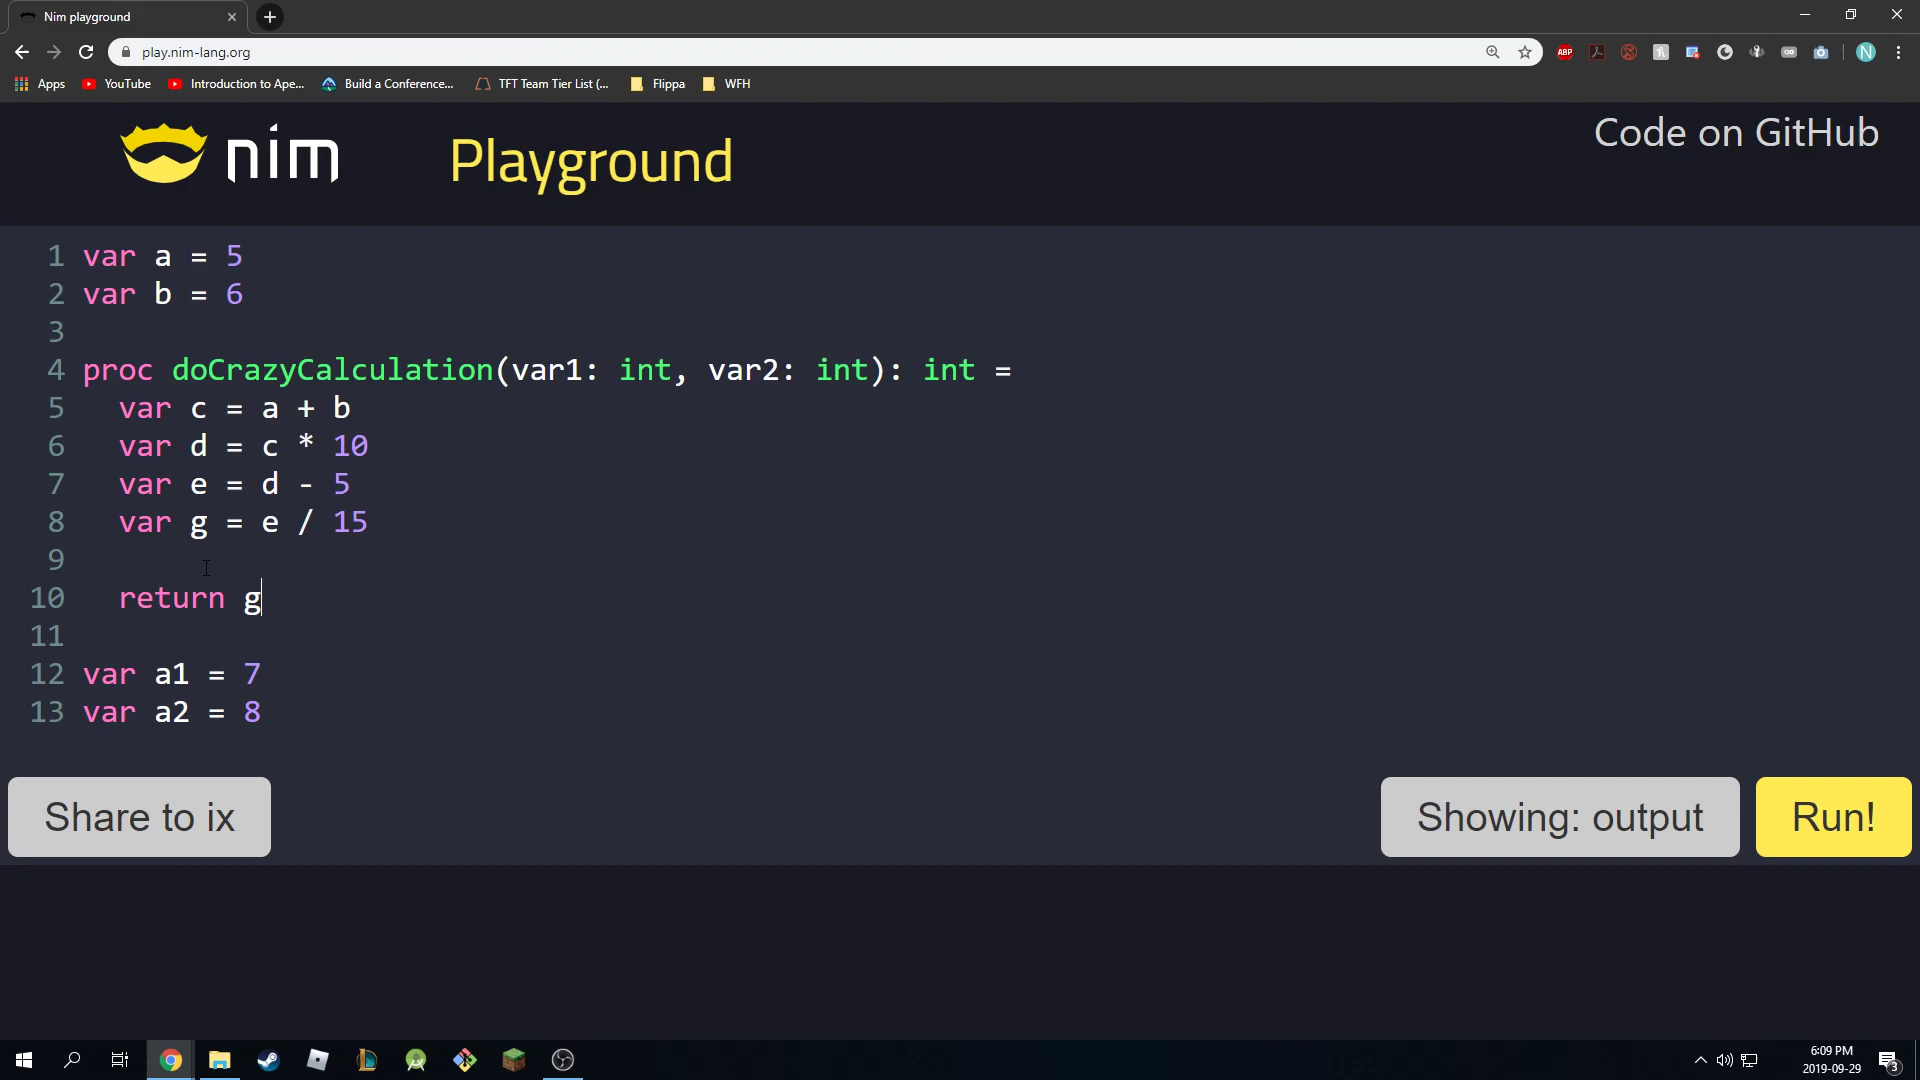 Nim playground
play.nim-lang.org
ABP
N
Apps YouTube Introduction to Ape... Build a Conference... TFT Team Tier List (... Flippa WFH
nim Playground Code on GitHub
1 var a = 5
2 var b = 6
3
4 proc doCrazyCalculation(var1: int, var2: int): int =
5 var c = a + b
6 var d = c * 10
7 var e = d - 5
8 var g = e / 15
9
10 return g
11
12 var a1 = 7
13 var a2 = 8
Share to ix Showing: output Run!
6:09 PM
2019-09-29
3